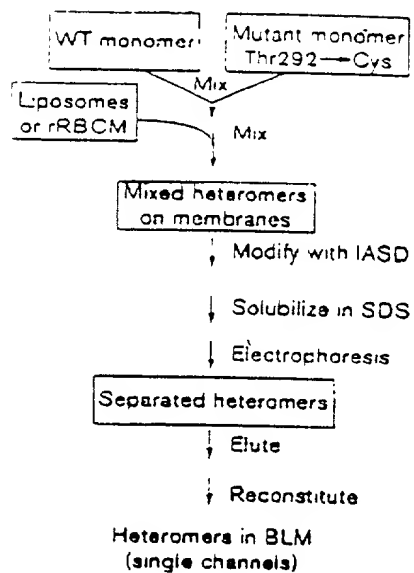 WT monomer
Mutant monomer
Thr292→Cys
Mix
Liposomes
or rRBCM
Mix
Mixed heteromers
on membranes
Modify with IASD
Solubilize in SDS
Electrophoresis
Separated heteromers
Elute
Reconstitute
Heteromers in BLM
(single channels)